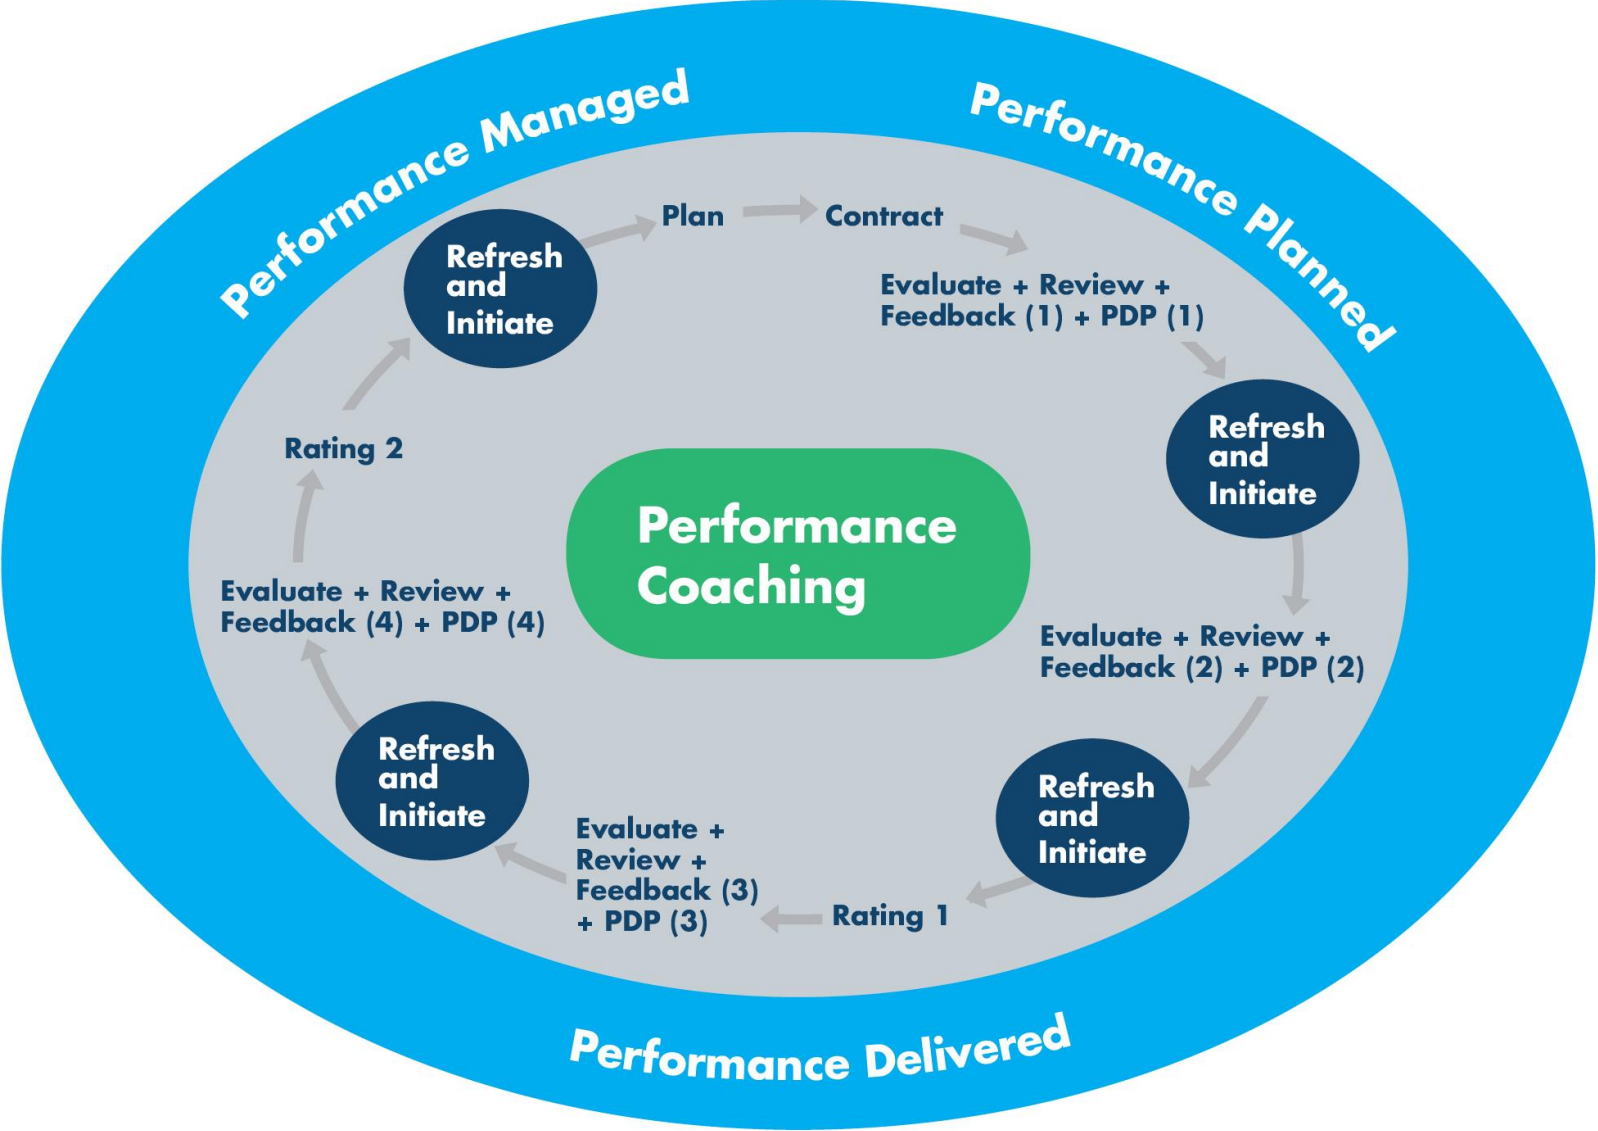 Performance Managed
Performance Planned
Refresh
and
Initiate
Plan
Contract
Evaluate + Review +
Feedback (1) + PDP (1)
Refresh
and
Initiate
Evaluate + Review +
Feedback (2) + PDP (2)
Refresh
and
Initiate
Rating 1
Evaluate +
Review +
Feedback (3)
+ PDP (3)
Refresh
and
Initiate
Evaluate + Review +
Feedback (4) + PDP (4)
Rating 2
Performance
Coaching
Performance Delivered